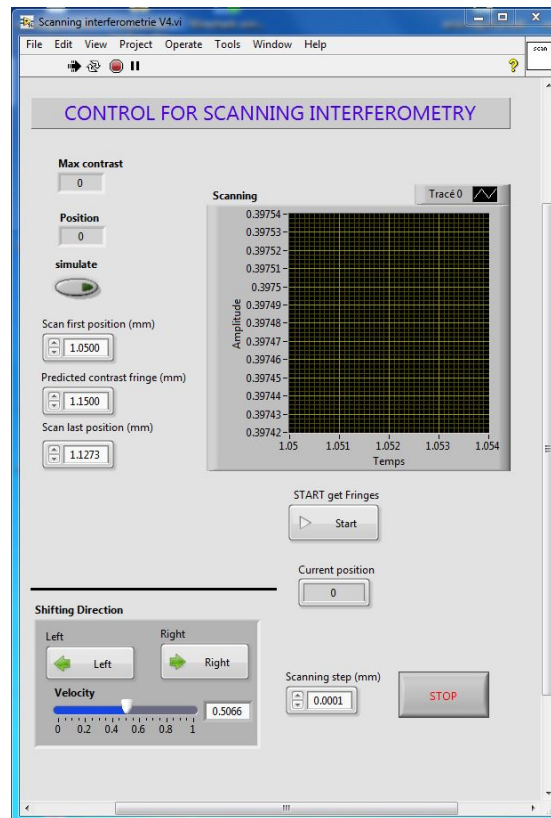 Scanning interferometrie V4.vi
File Edit View Project Operate Tools Window Help
scan
CONTROL FOR SCANNING INTERFEROMETRY
Max contrast
0
Position
0
simulate
Scan first position (mm)
1.0500
Predicted contrast fringe (mm)
1.1500
Scan last position (mm)
1.1273
Scanning
Tracé 0
Amplitude
0.39754
0.39753
0.39752
0.39751
0.3975
0.39749
0.39748
0.39747
0.39746
0.39745
0.39744
0.39743
0.39742
1.05 1.051 1.052 1.053 1.054
Temps
START get Fringes
Start
Current position
0
Shifting Direction
Left Right
Left Right
Velocity
0.5066
0 0.2 0.4 0.6 0.8 1
Scanning step (mm)
0.0001
STOP